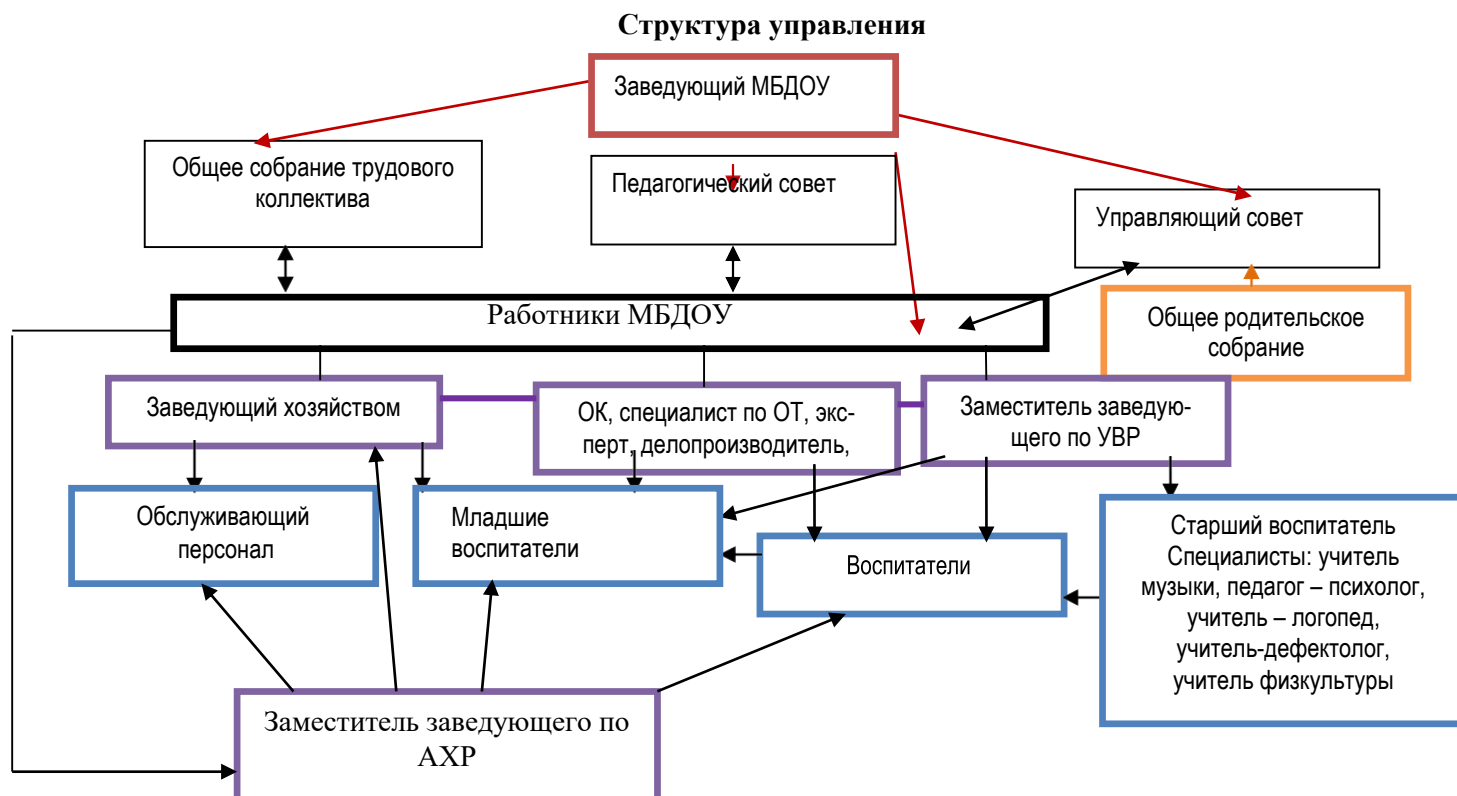 Структура управления
Заведующий МБДОУ
Общее собрание трудового
коллектива
Педагогический совет
Управляющий совет
Работники МБДОУ
Общее родительское
собрание
Заведующий хозяйством
ОК, специалист по ОТ, экс-
перт, делопроизводитель,
Заместитель заведую-
щего по УВР
Обслуживающий
персонал
Младшие
воспитатели
Воспитатели
Старший воспитатель
Специалисты: учитель
музыки, педагог – психолог,
учитель – логопед,
учитель-дефектолог,
учитель физкультуры
Заместитель заведующего по
АХР